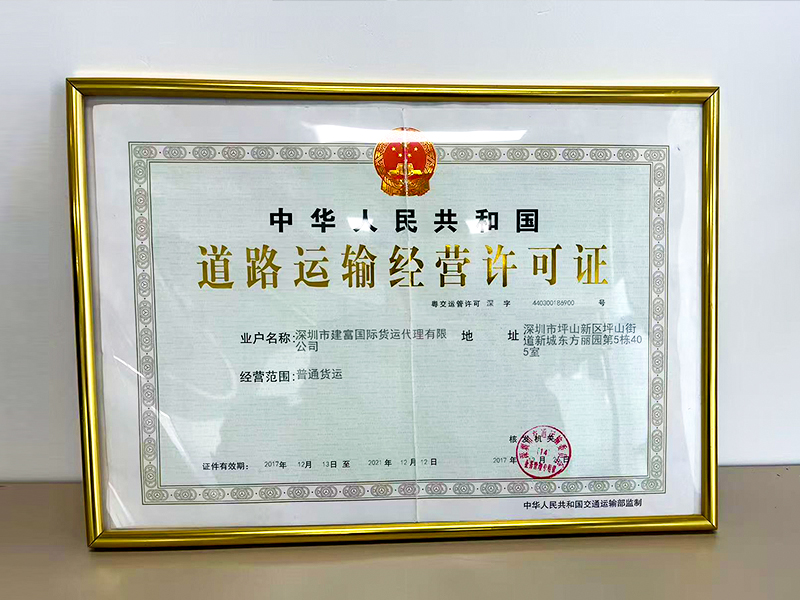 中华人民共和国
道路运输经营许可证
粤交运管许可 深 字 440300186900 号
业户名称:深圳市建富国际货运代理有限公司
地 址 深圳市坪山新区坪山街道新城东方丽园第5栋405室
经营范围:普通货运
核发机关
证件有效期: 2017年 12月 13日 至 2021年 12月 12日
2017年
中华人民共和国交通运输部监制